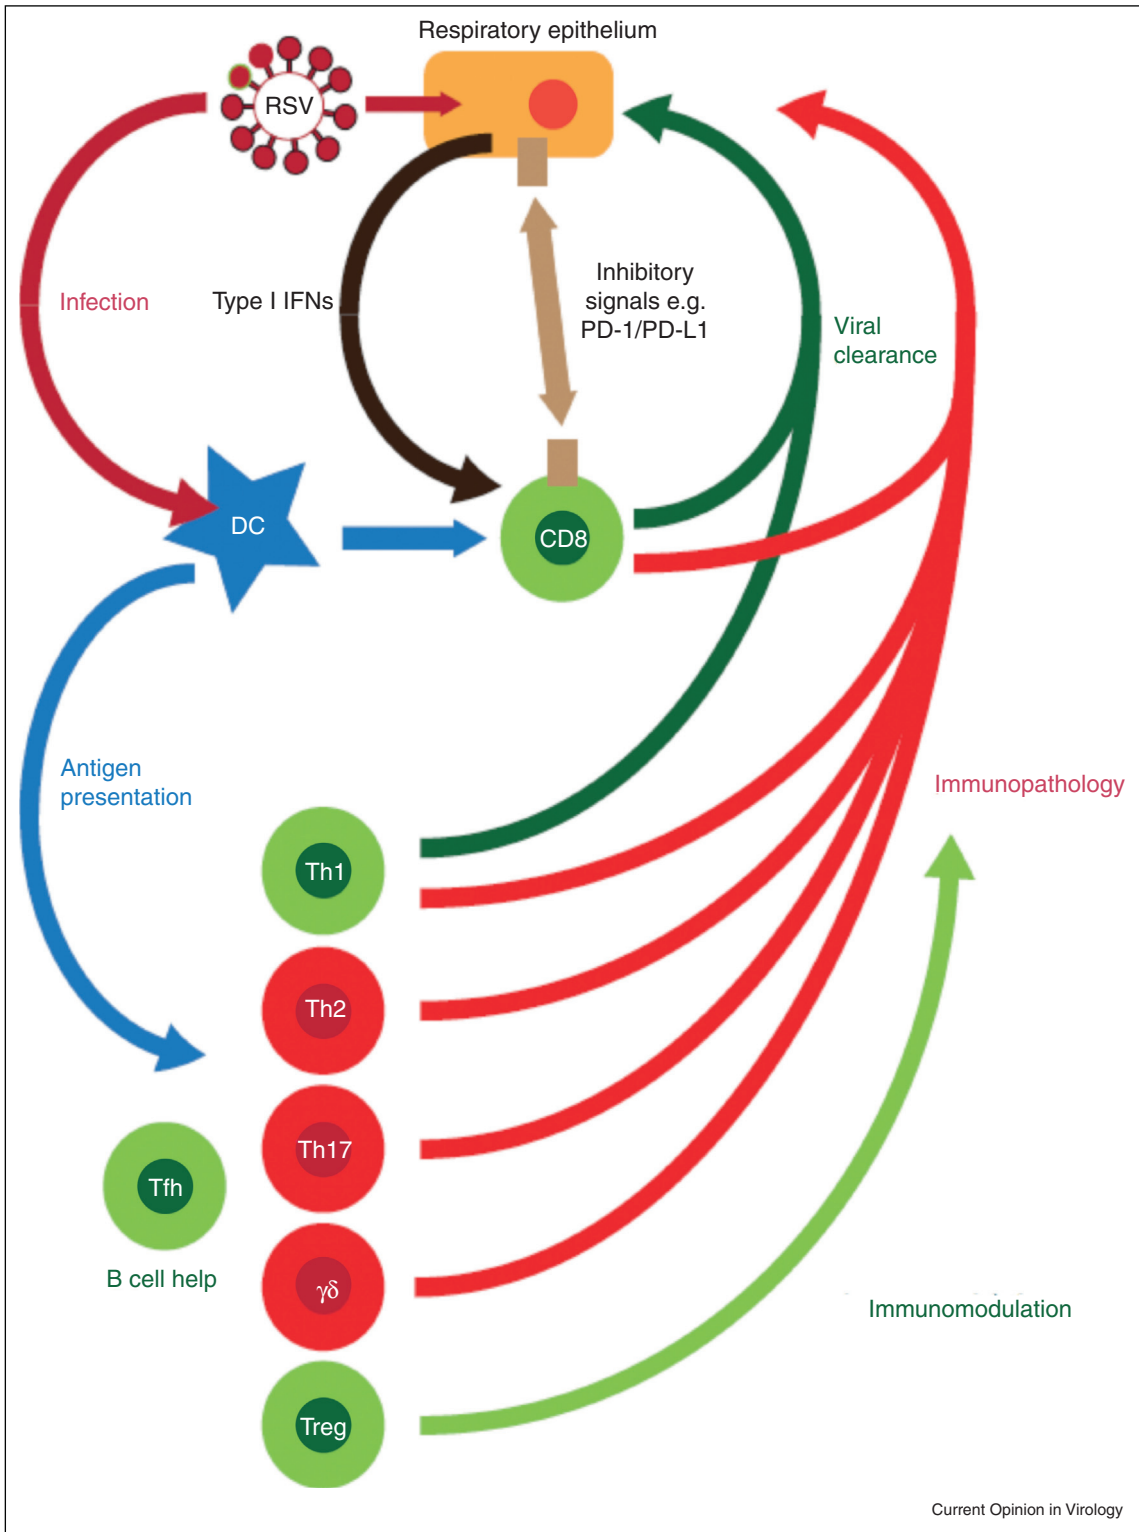 Respiratory epithelium
RSV
Infection
Type I IFNs
Inhibitory
signals e.g.
PD-1/PD-L1
Viral
clearance
DC
CD8
Antigen
presentation
Immunopathology
Th1
Th2
Th17
Tfh
B cell help
γδ
Immunomodulation
Treg
Current Opinion in Virology